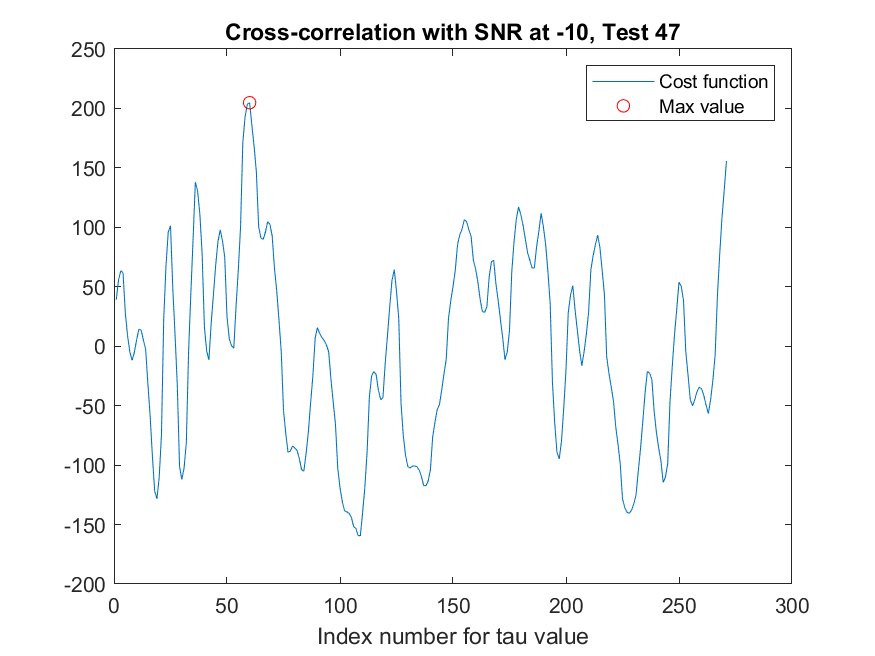 Cross-correlation with SNR at -10, Test 47
250
200
150
100
50
0
-50
-100
-150
-200
Cost function
Max value
0 50 100 150 200 250 300
Index number for tau value